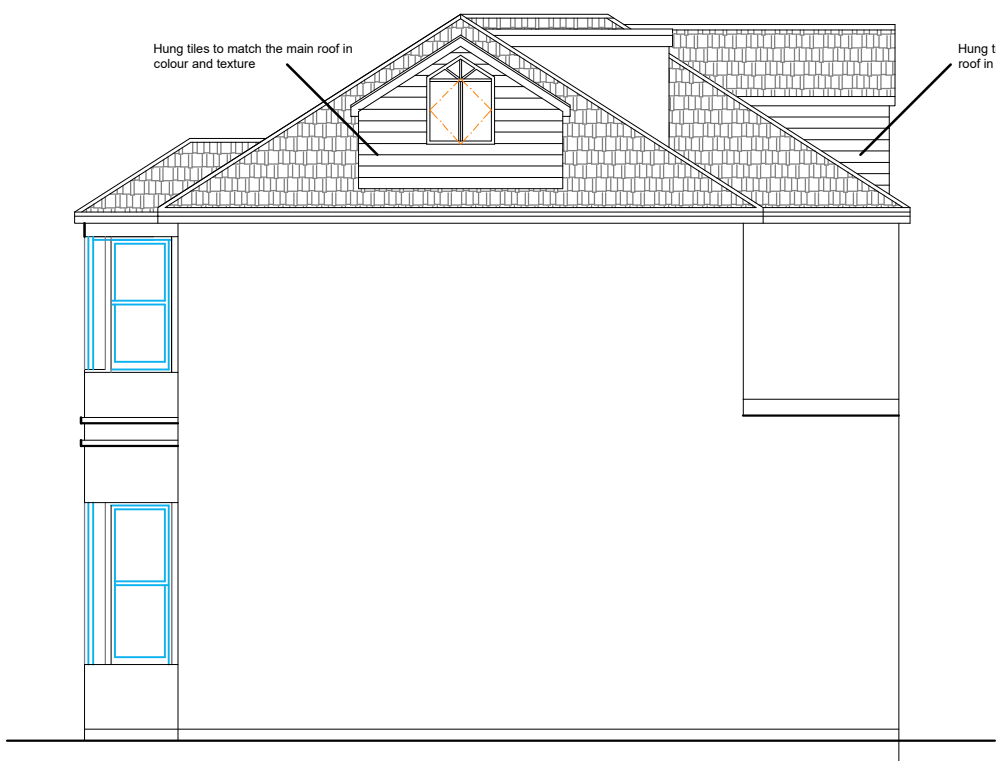 Hung tiles to match the main roof in
colour and texture
Hung t
roof in